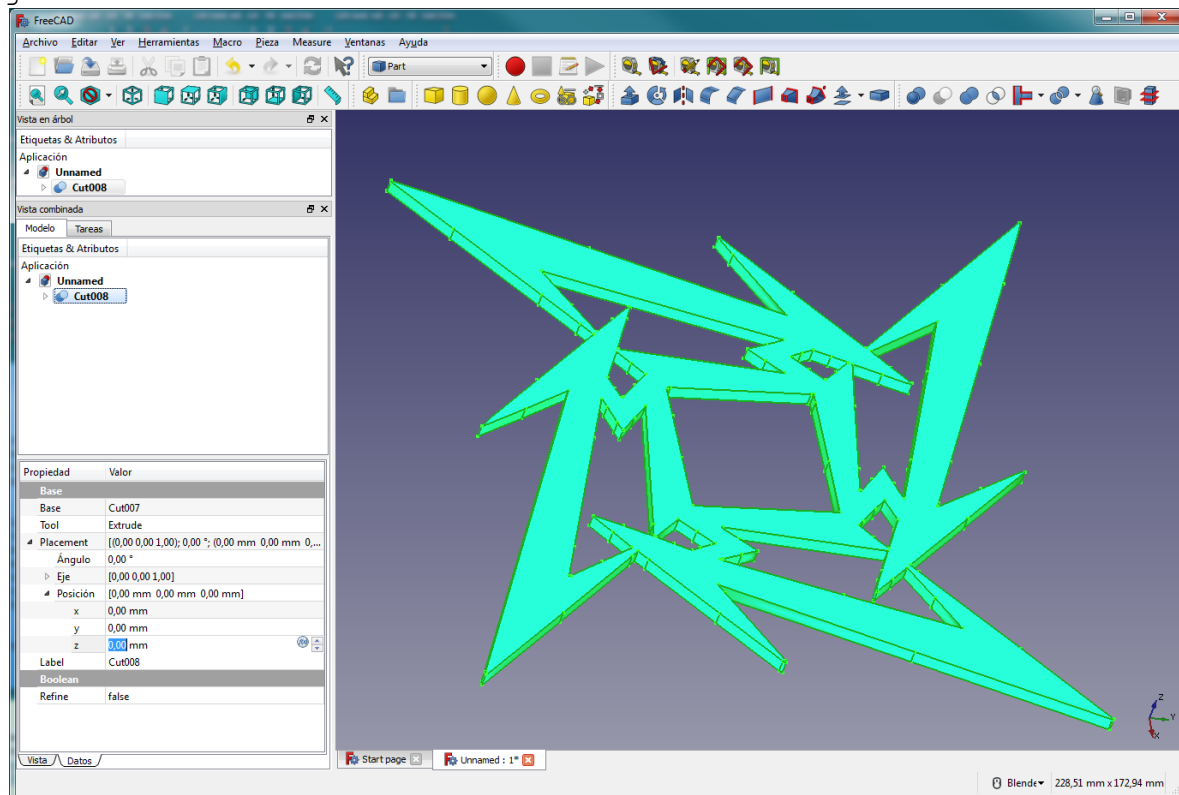 FreeCAD
Archivo Editar Ver Herramientas Macro Pieza Measure Ventanas Ayuda
Part
Vista en árbol
Etiquetas & Atributos
Aplicación
Unnamed
Cut008
Vista combinada
Modelo Tareas
Etiquetas & Atributos
Aplicación
Unnamed
Cut008
Propiedad Valor
Base
Base Cut007
Tool Extrude
Placement [(0,00 0,00 1,00); 0,00 °; (0,00 mm 0,00 mm 0,...
Ángulo 0,00 °
Eje [0,00 0,00 1,00]
Posición [0,00 mm 0,00 mm 0,00 mm]
x 0,00 mm
y 0,00 mm
z 0,00 mm
Label Cut008
Boolean
Refine false
Z
Y
X
Vista Datos
Start page Unnamed : 1*
Blende 228,51 mm x 172,94 mm